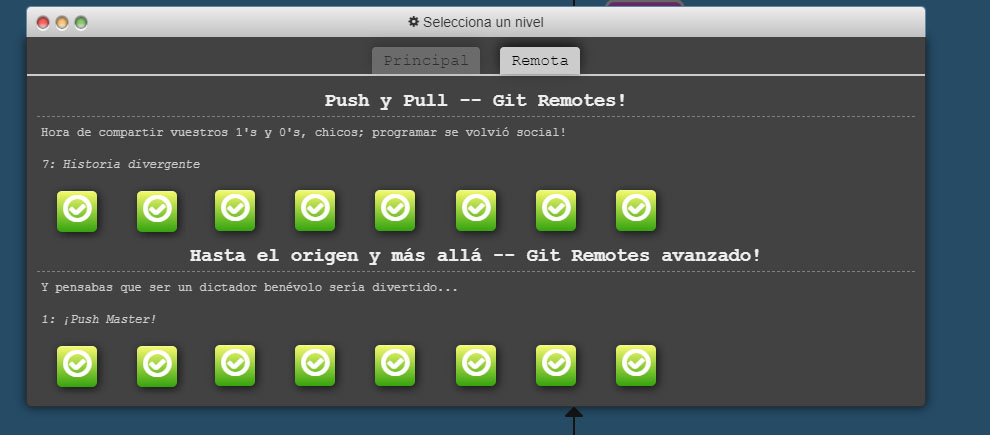 Selecciona un nivel
Principal Remota
Push y Pull -- Git Remotes!
Hora de compartir vuestros 1's y 0's, chicos; programar se volvió social!
7: Historia divergente
Hasta el origen y más allá -- Git Remotes avanzado!
Y pensabas que ser un dictador benévolo sería divertido...
1: ¡Push Master!